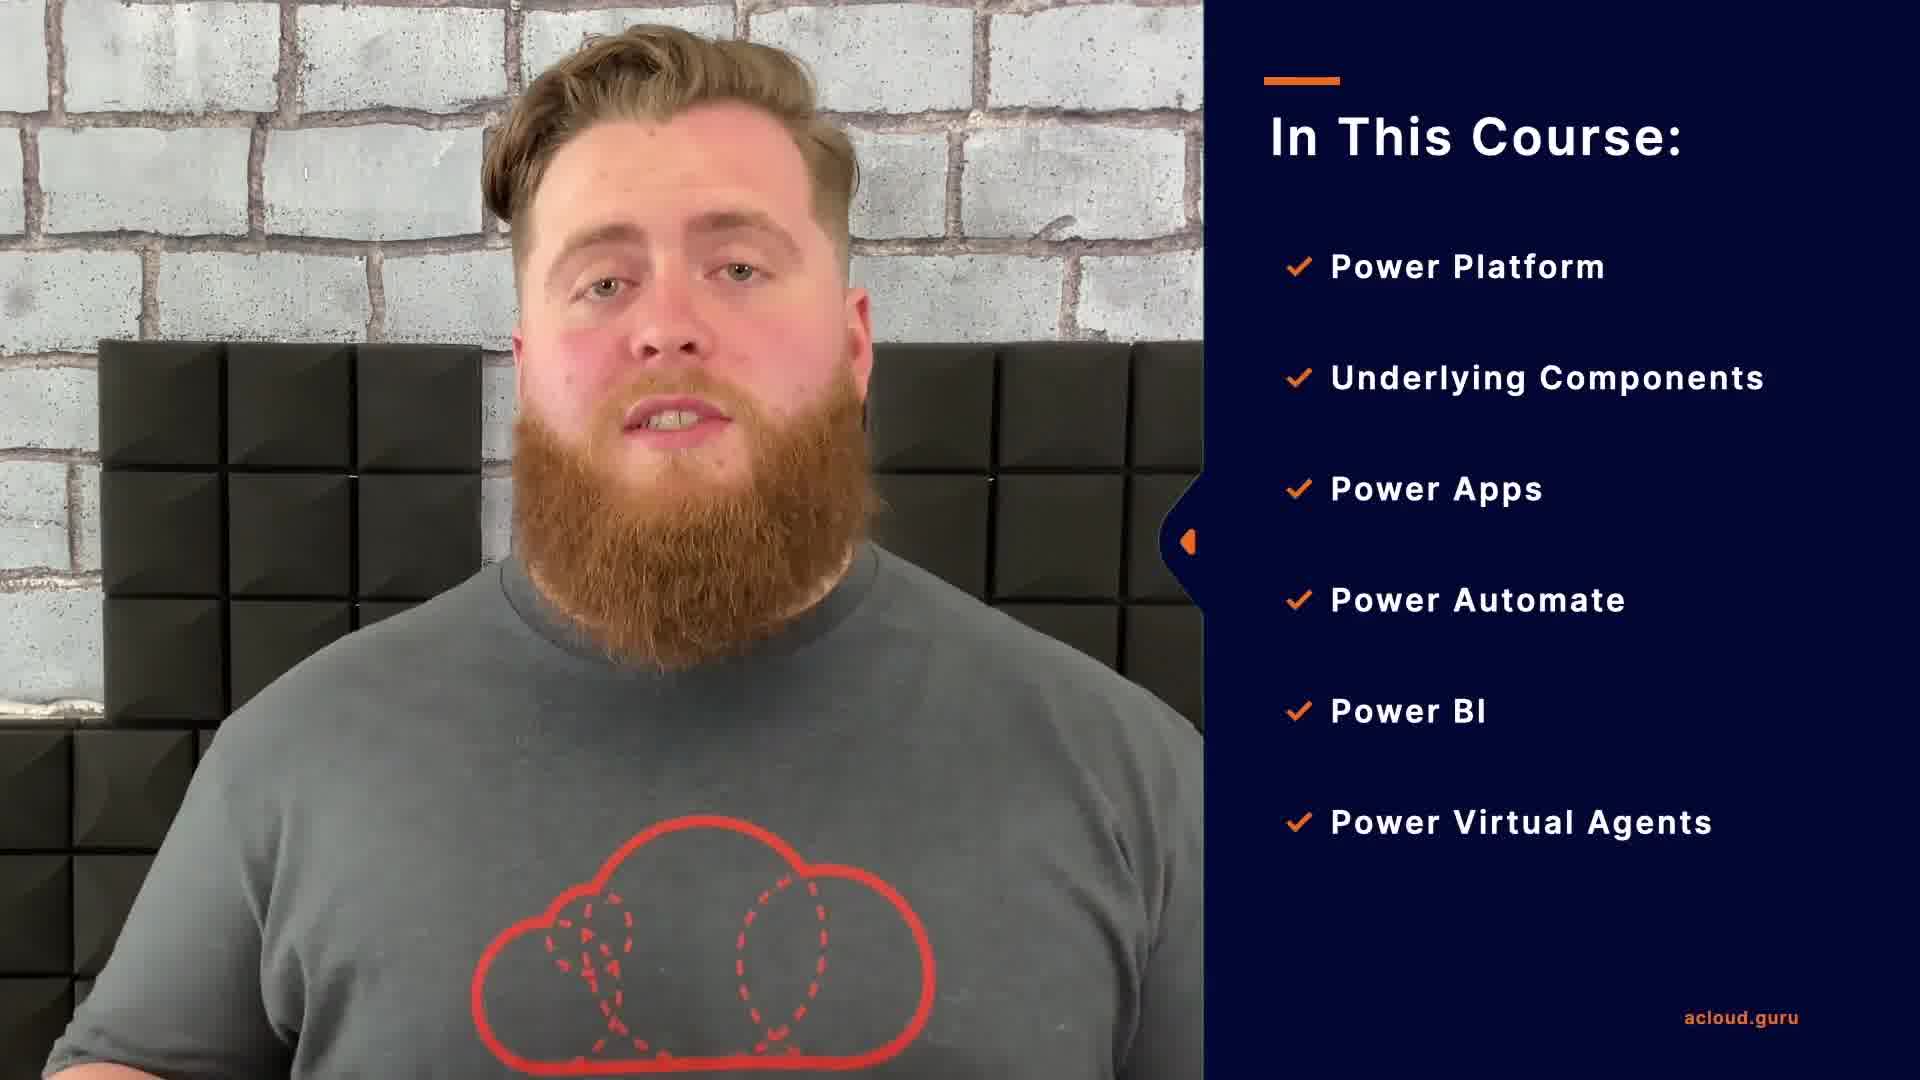 In This Course:
Power Platform
Underlying Components
Power Apps
Power Automate
Power BI
Power Virtual Agents
acloud.guru